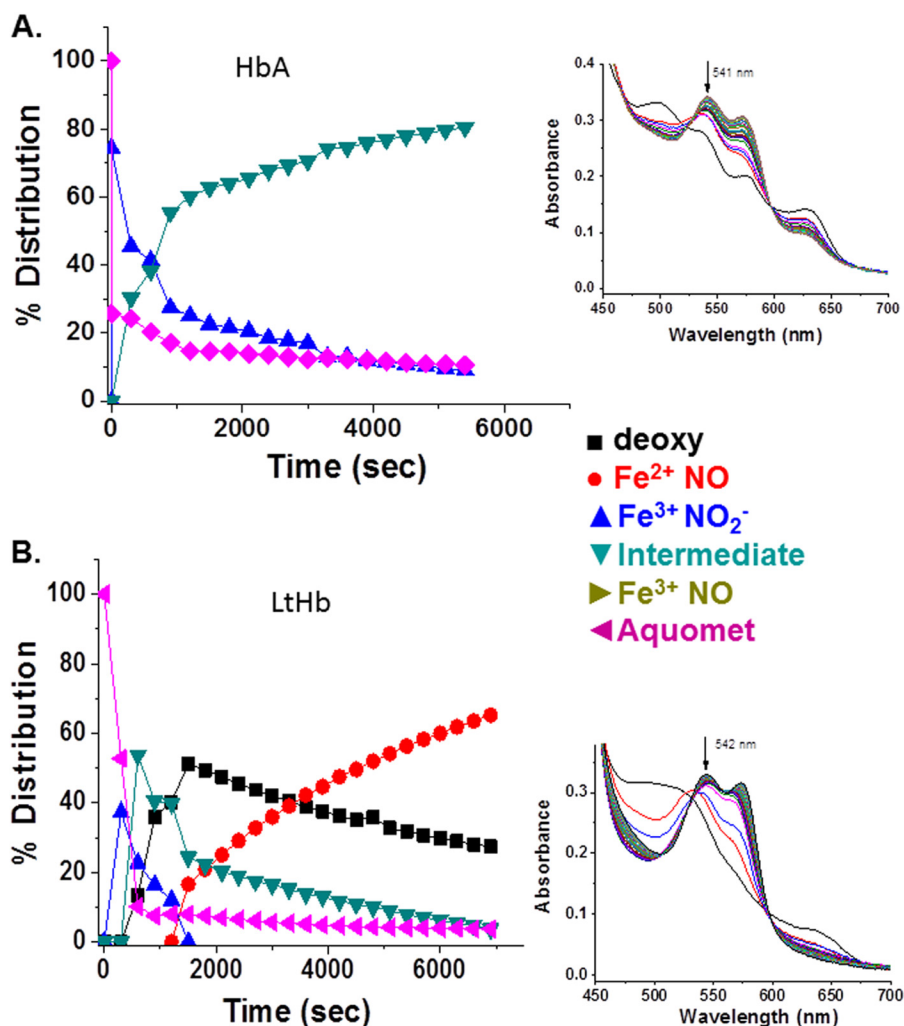 A.
HbA
100
80
60
40
20
0
% Distribution
0 2000 4000 6000
Time (sec)
0.4
0.3
0.2
0.1
0.0
Absorbance
541 nm
450 500 550 600 650 700
Wavelength (nm)
deoxy
Fe²⁺ NO
Fe³⁺ NO₂⁻
Intermediate
Fe³⁺ NO
Aquomet
B.
LtHb
100
80
60
40
20
0
% Distribution
0 2000 4000 6000
Time (sec)
0.3
0.2
0.1
0.0
Absorbance
542 nm
450 500 550 600 650 700
Wavelength (nm)